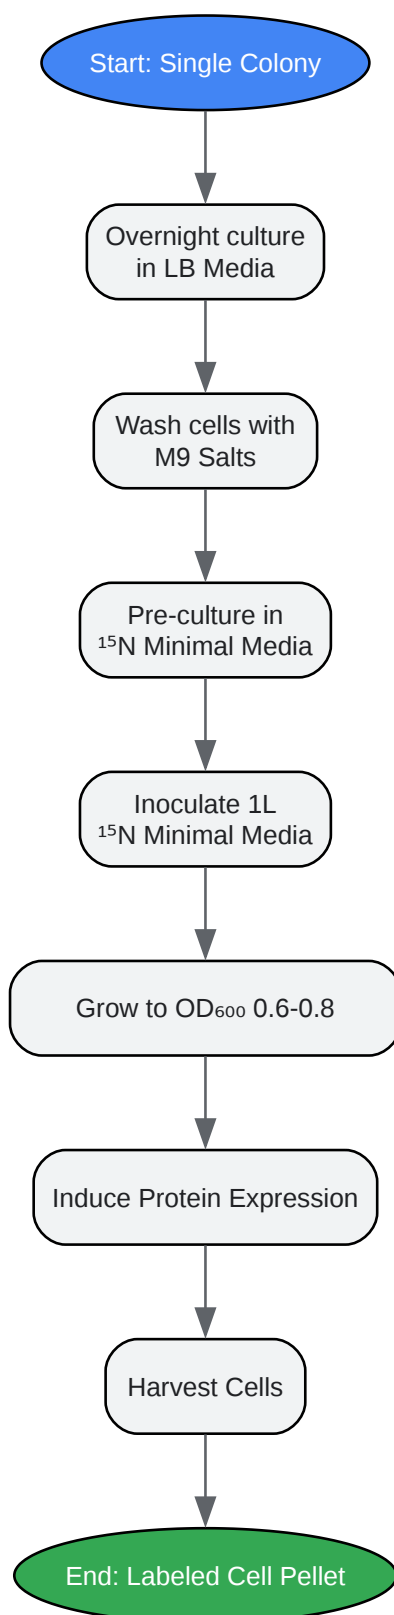 Start: Single Colony
Overnight culture
in LB Media
Wash cells with
M9 Salts
Pre-culture in
¹⁵N Minimal Media
Inoculate 1L
¹⁵N Minimal Media
Grow to OD₆₀₀ 0.6-0.8
Induce Protein Expression
Harvest Cells
End: Labeled Cell Pellet